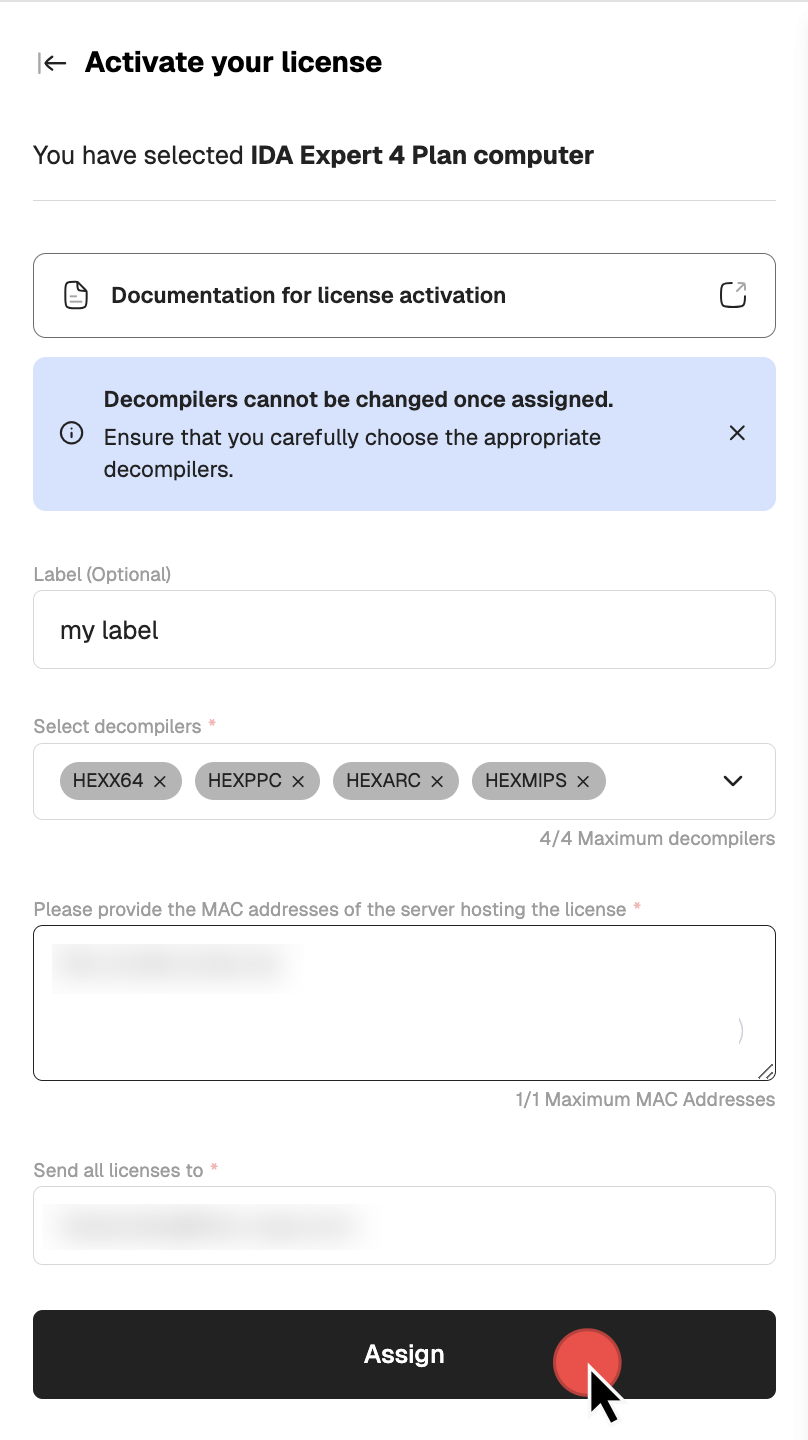 Activate your license
You have selected IDA Expert 4 Plan computer
Documentation for license activation
Decompilers cannot be changed once assigned.
Ensure that you carefully choose the appropriate
decompilers.
Label (Optional)
my label
Select decompilers *
HEXX64 × HEXPPC × HEXARC × HEXMIPS ×
4/4 Maximum decompilers
Please provide the MAC addresses of the server hosting the license *
1/1 Maximum MAC Addresses
Send all licenses to *
Assign